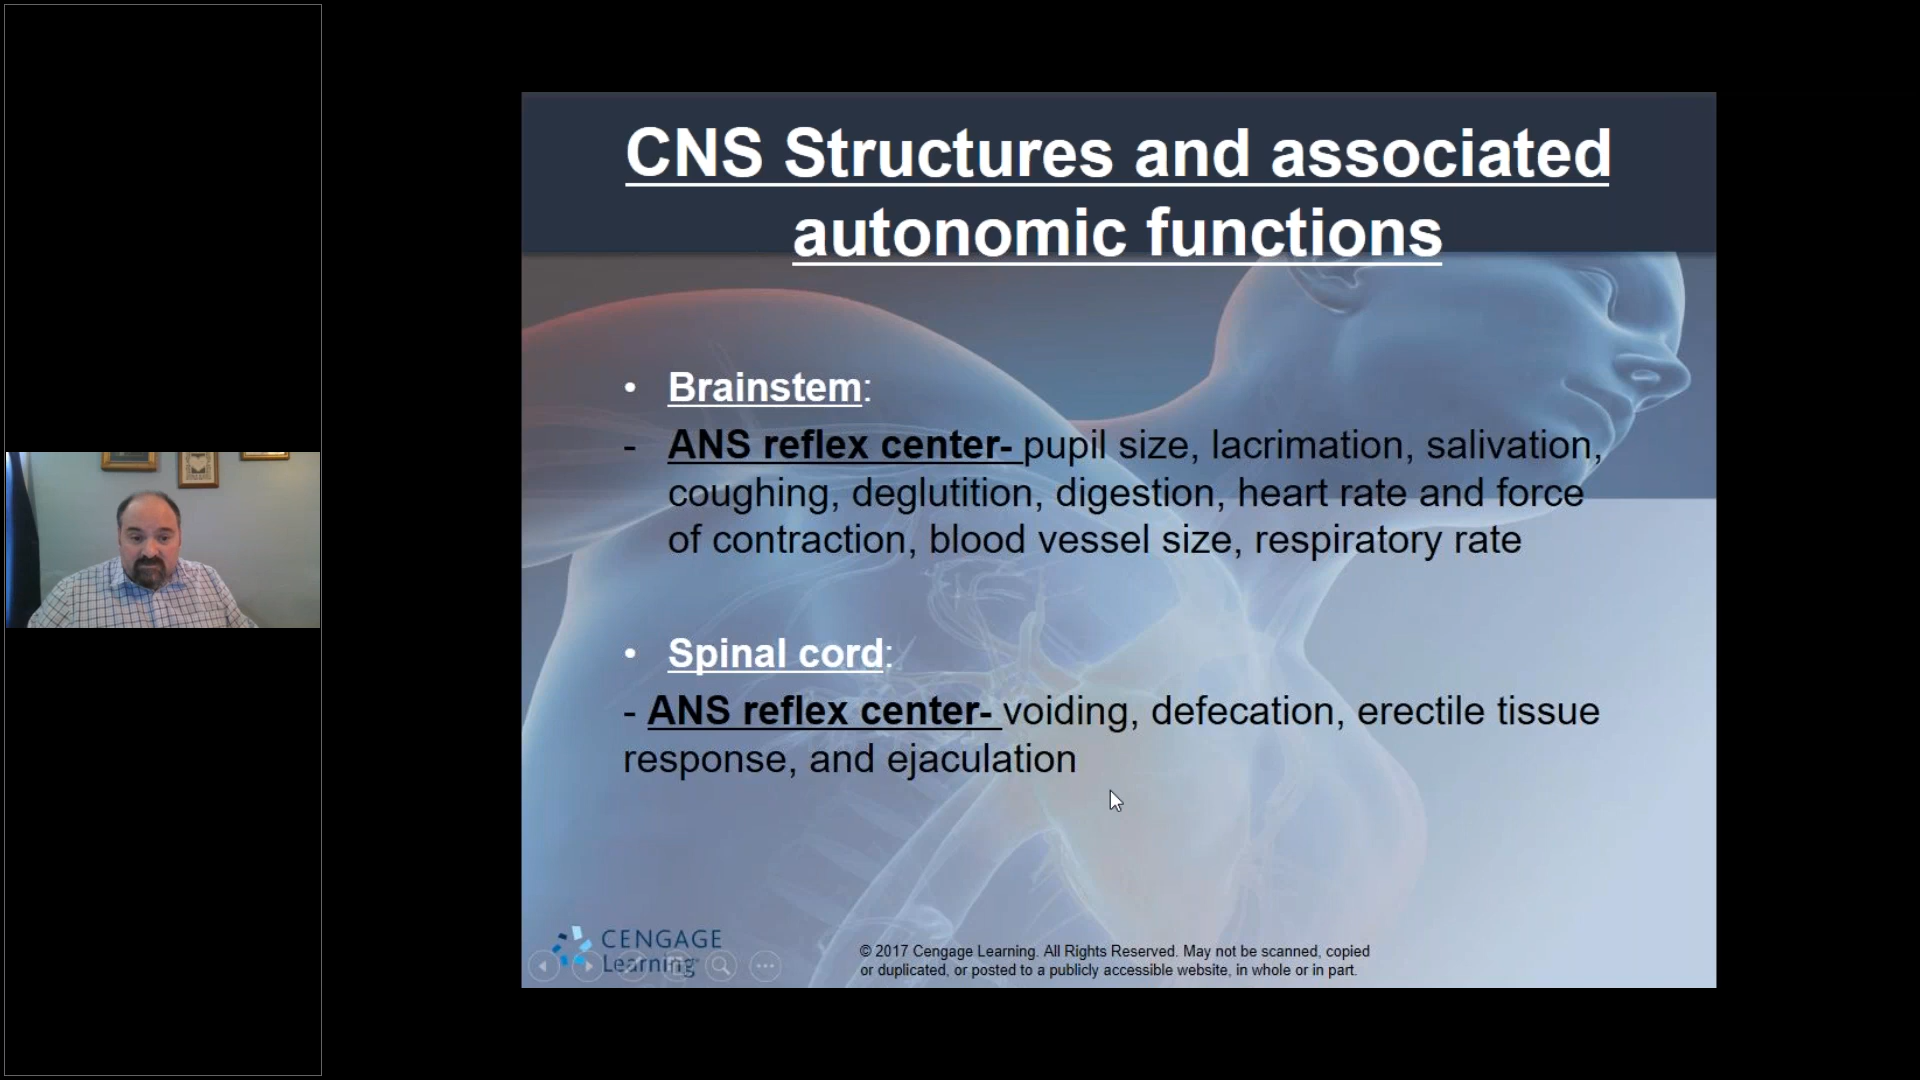 CNS Structures and associated
autonomic functions
• Brainstem:
- ANS reflex center- pupil size, lacrimation, salivation,
coughing, deglutition, digestion, heart rate and force
of contraction, blood vessel size, respiratory rate
• Spinal cord:
- ANS reflex center- voiding, defecation, erectile tissue
response, and ejaculation
CENGAGE
Learning
© 2017 Cengage Learning. All Rights Reserved. May not be scanned, copied
or duplicated, or posted to a publicly accessible website, in whole or in part.